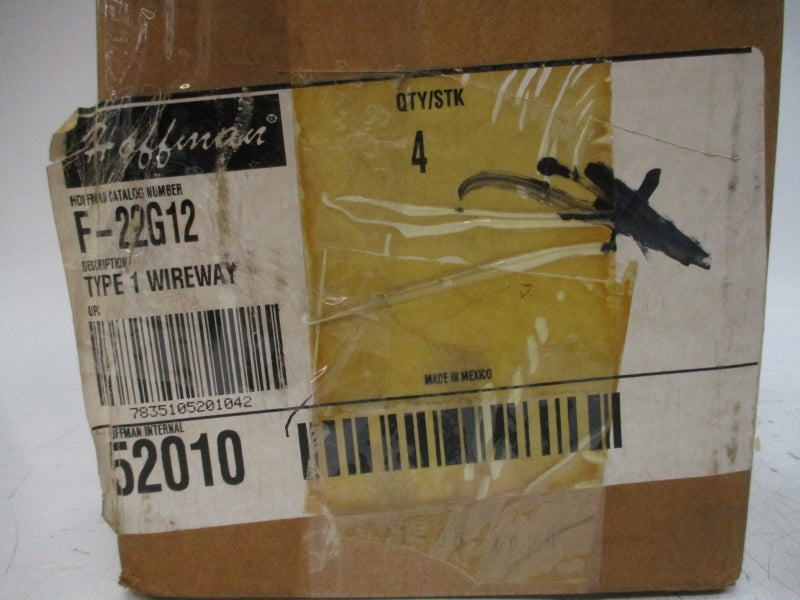 Hoffman®
HOFFMAN CATALOG NUMBER
F-22G12
DESCRIPTION
TYPE 1 WIREWAY
UPC
7835105201042
HOFFMAN INTERNAL
52010
QTY/STK
4
MADE IN MEXICO